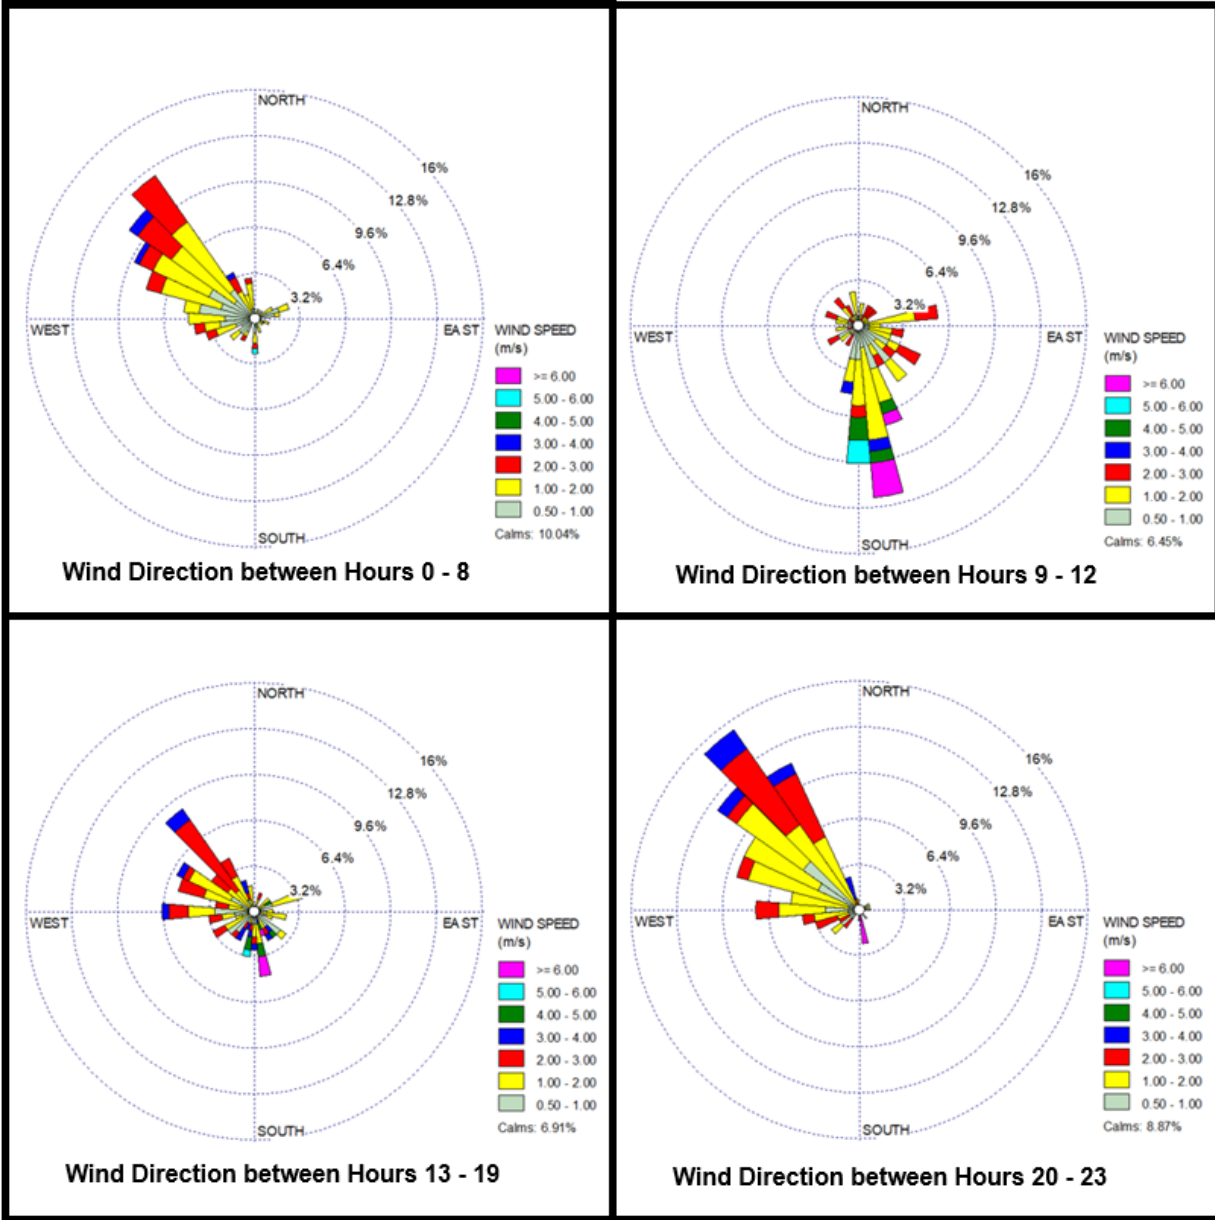 NORTH
16%
12.8%
9.6%
6.4%
3.2%
WEST
EAST
WIND SPEED
(m/s)
>= 6.00
5.00 - 6.00
4.00 - 5.00
3.00 - 4.00
2.00 - 3.00
1.00 - 2.00
0.50 - 1.00
Calms: 10.04%
SOUTH
Wind Direction between Hours 0 - 8
NORTH
16%
12.8%
9.6%
6.4%
3.2%
WEST
EAST
WIND SPEED
(m/s)
>= 6.00
5.00 - 6.00
4.00 - 5.00
3.00 - 4.00
2.00 - 3.00
1.00 - 2.00
0.50 - 1.00
Calms: 6.45%
SOUTH
Wind Direction between Hours 9 - 12
NORTH
16%
12.8%
9.6%
6.4%
3.2%
WEST
EAST
WIND SPEED
(m/s)
>= 6.00
5.00 - 6.00
4.00 - 5.00
3.00 - 4.00
2.00 - 3.00
1.00 - 2.00
0.50 - 1.00
Calms: 6.91%
SOUTH
Wind Direction between Hours 13 - 19
NORTH
16%
12.8%
9.6%
6.4%
3.2%
WEST
EAST
WIND SPEED
(m/s)
>= 6.00
5.00 - 6.00
4.00 - 5.00
3.00 - 4.00
2.00 - 3.00
1.00 - 2.00
0.50 - 1.00
Calms: 8.87%
SOUTH
Wind Direction between Hours 20 - 23